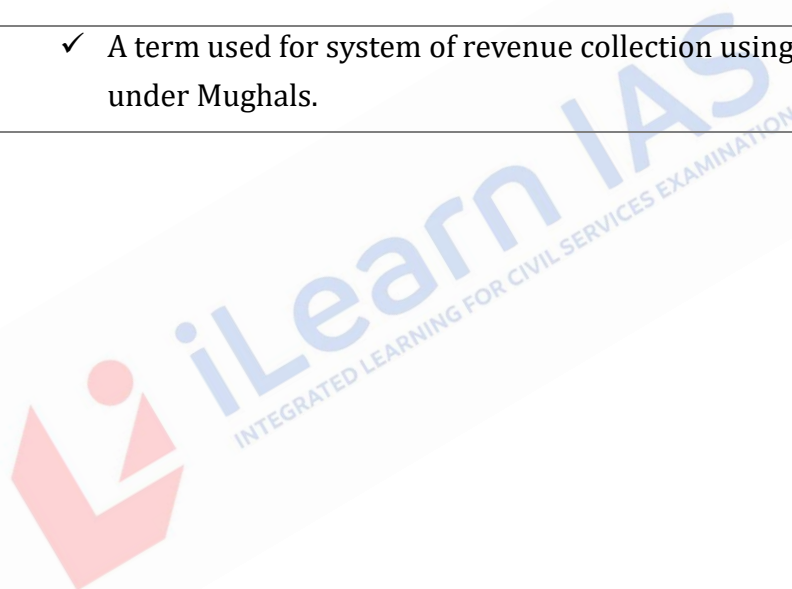 ✓ A term used for system of revenue collection using
under Mughals.
iLearn IAS
INTEGRATED LEARNING FOR CIVIL SERVICES EXAMINATION